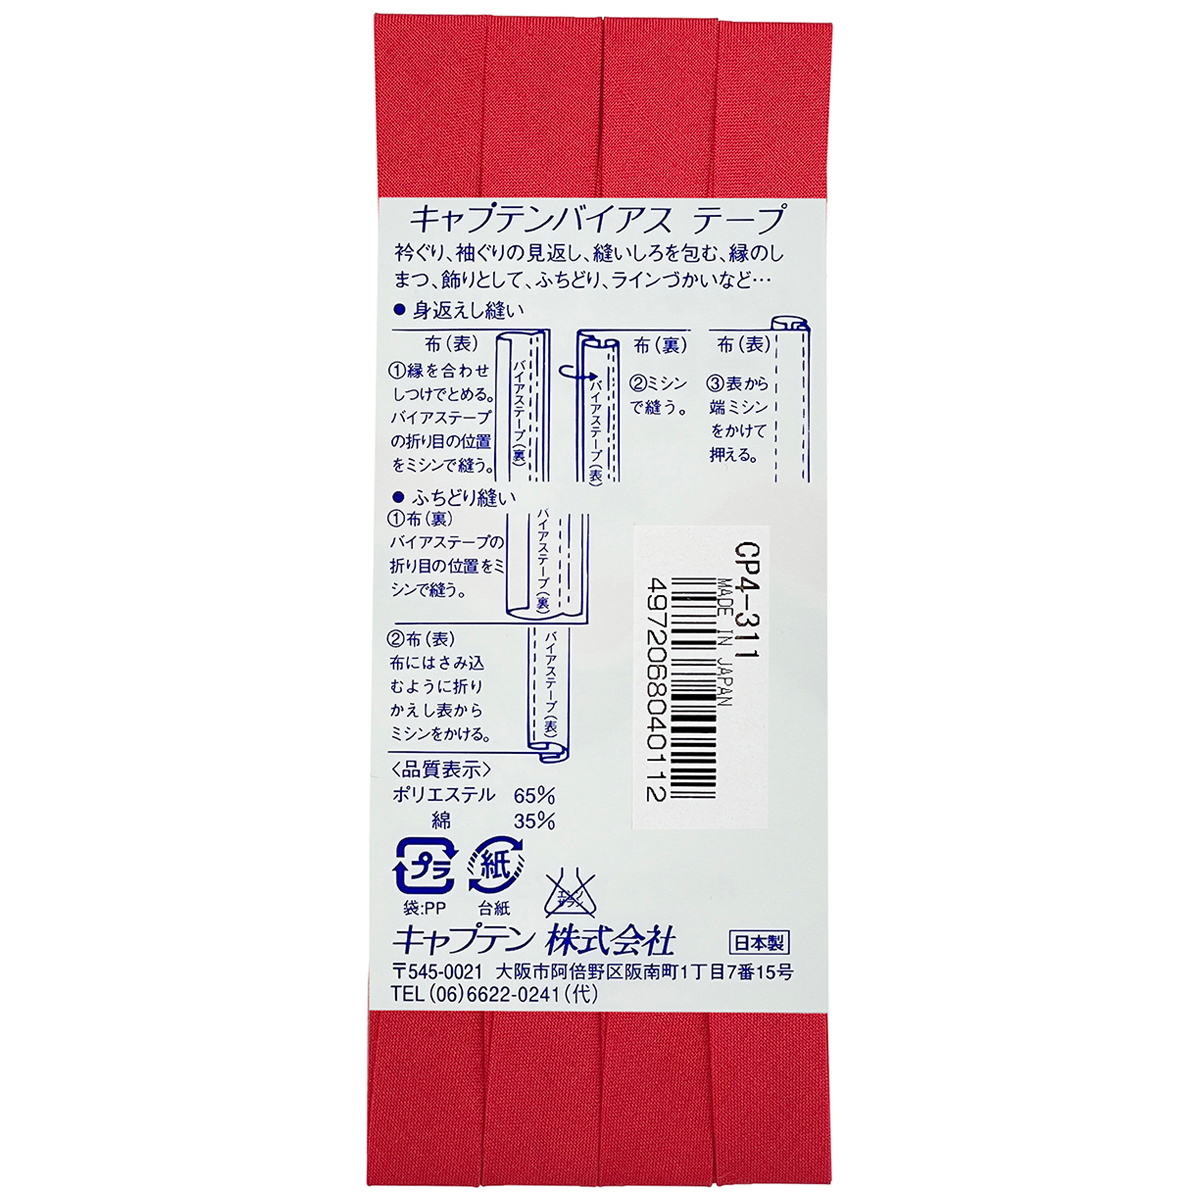 キャプテンバイアス テープ
衿ぐり、袖ぐりの見返し、縫いしろを包む、縁のし
まつ、飾りとして、ふちどり、ラインづかいなど…
● 身返えし縫い
布(表)
①縁を合わせ
しつけでとめる。
バイアステープ
の折り目の位置
をミシンで縫う。
バイアステープ(裏)
バイアステープ(表)
布(裏)
②ミシン
で縫う。
布(表)
③表から
端ミシン
をかけて
押える。
● ふちどり縫い
①布(裏)
バイアステープの
折り目の位置をミ
シンで縫う。
バイアステープ(裏)
②布(表)
布にはさみ込
むように折り
かえし表から
ミシンをかける。
バイアステープ(表)
CP4-311
MADE IN JAPAN
4972068040112
〈品質表示〉
ポリエステル 65%
綿 35%
プラ
袋:PP
紙
台紙
エンソ
サラシ
キャプテン 株式会社
日本製
〒545-0021 大阪市阿倍野区阪南町1丁目7番15号
TEL(06)6622-0241(代)